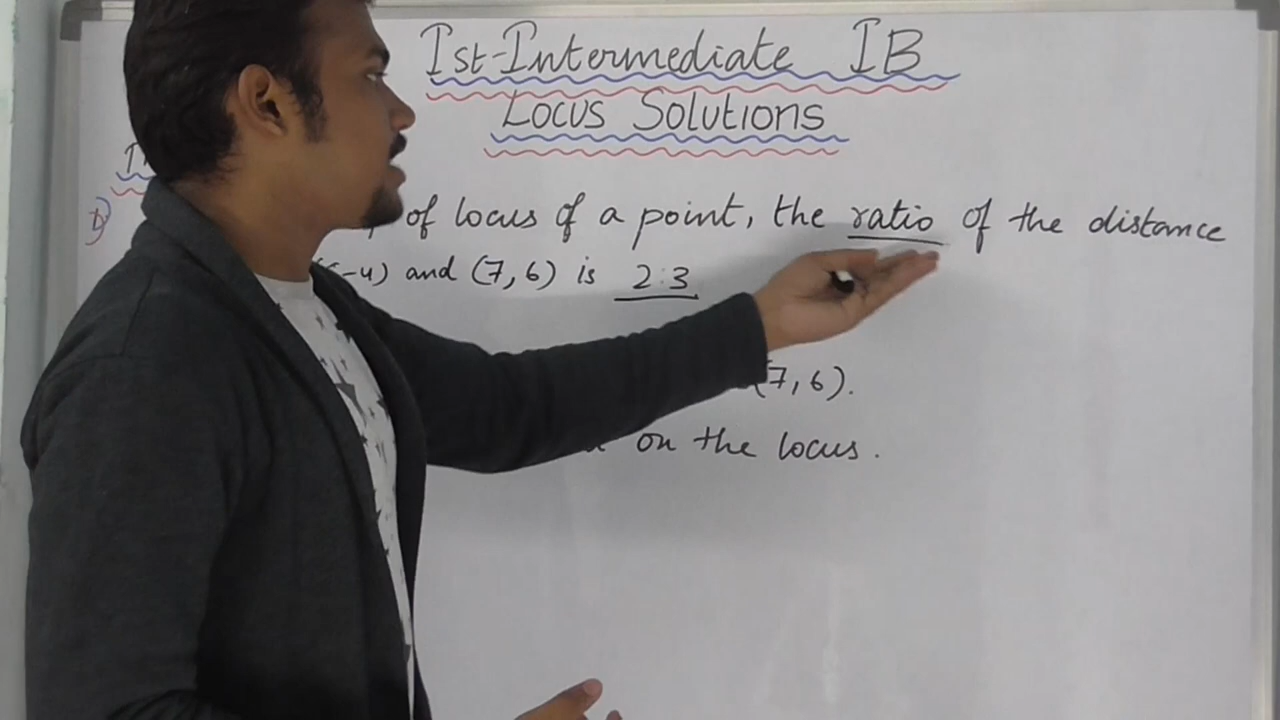 Ist-Intermediate IB
Locus Solutions
of locus of a point, the ratio of the distance
-4) and (7,6) is 2:3
(7,6).
on the locus.